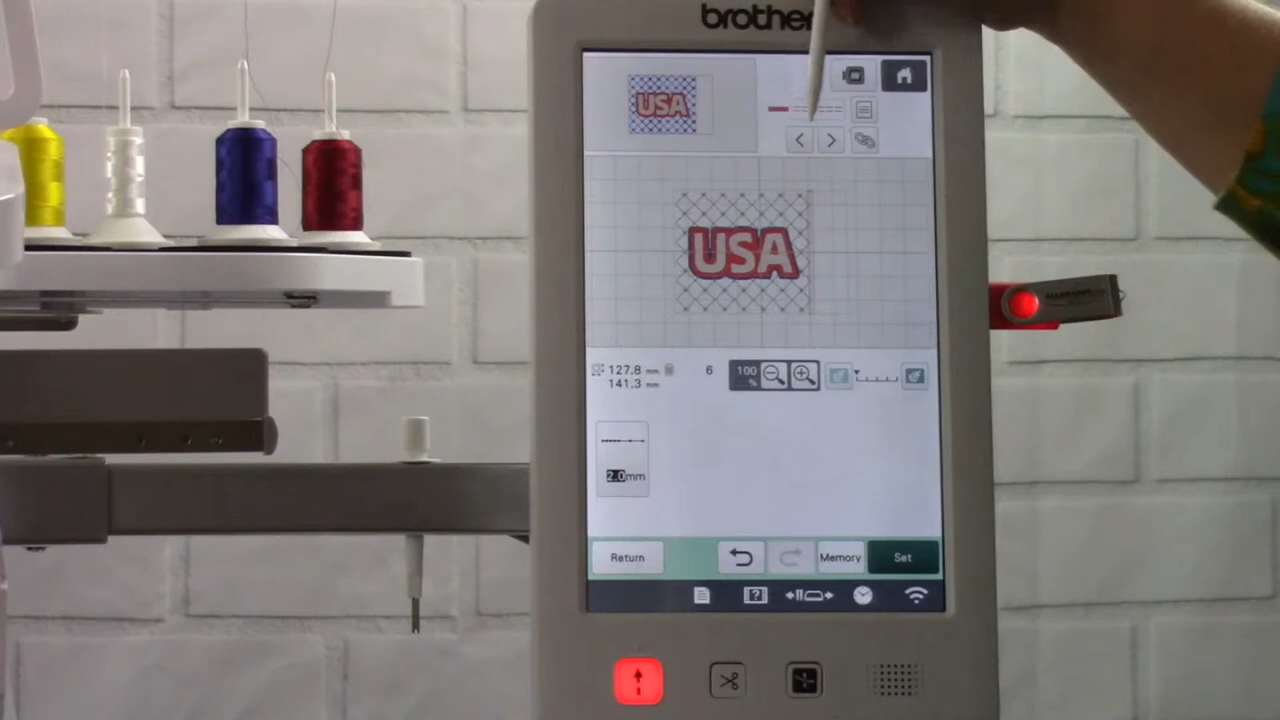 brother
USA
USA
127.8 mm
141.3 mm
6
100 %
2.0mm
Return
Memory
Set